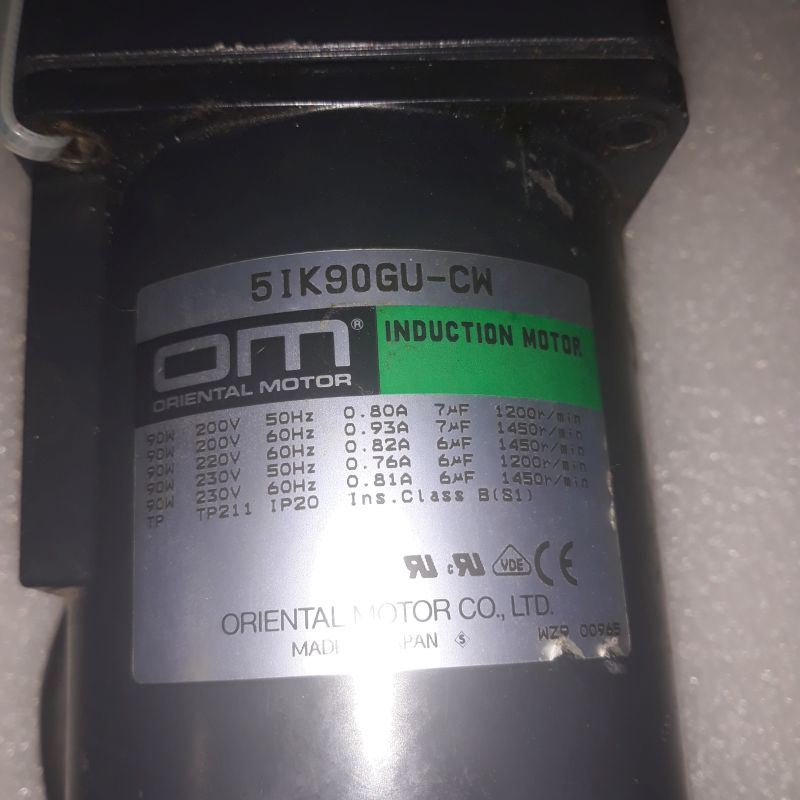 5IK90GU-CW
om®
ORIENTAL MOTOR
INDUCTION MOTOR
90W 200V 50Hz 0.80A 7µF 1200r/min
90W 200V 60Hz 0.93A 7µF 1450r/min
90W 220V 60Hz 0.82A 6µF 1450r/min
90W 230V 50Hz 0.76A 6µF 1200r/min
90W 230V 60Hz 0.81A 6µF 1450r/min
TP TP211 IP20 Ins.Class B(S1)
c VDE CE
ORIENTAL MOTOR CO., LTD.
MADE JAPAN S
WZR 00965